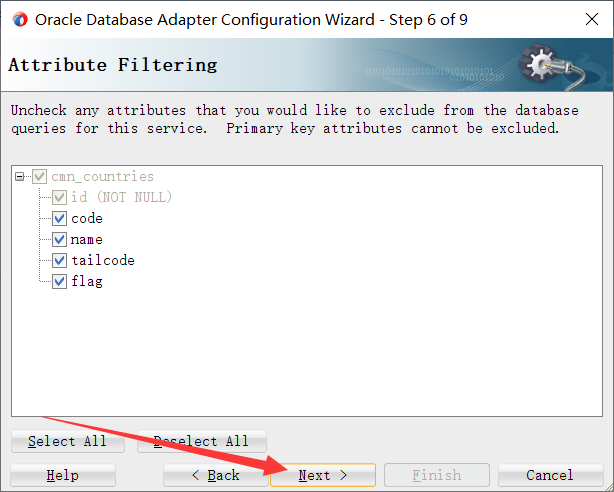 Oracle Database Adapter Configuration Wizard - Step 6 of 9
Attribute Filtering
Uncheck any attributes that you would like to exclude from the database
queries for this service.  Primary key attributes cannot be excluded.
cmn_countries
id (NOT NULL)
code
name
tailcode
flag
Select All Deselect All
Help < Back Next > Finish Cancel